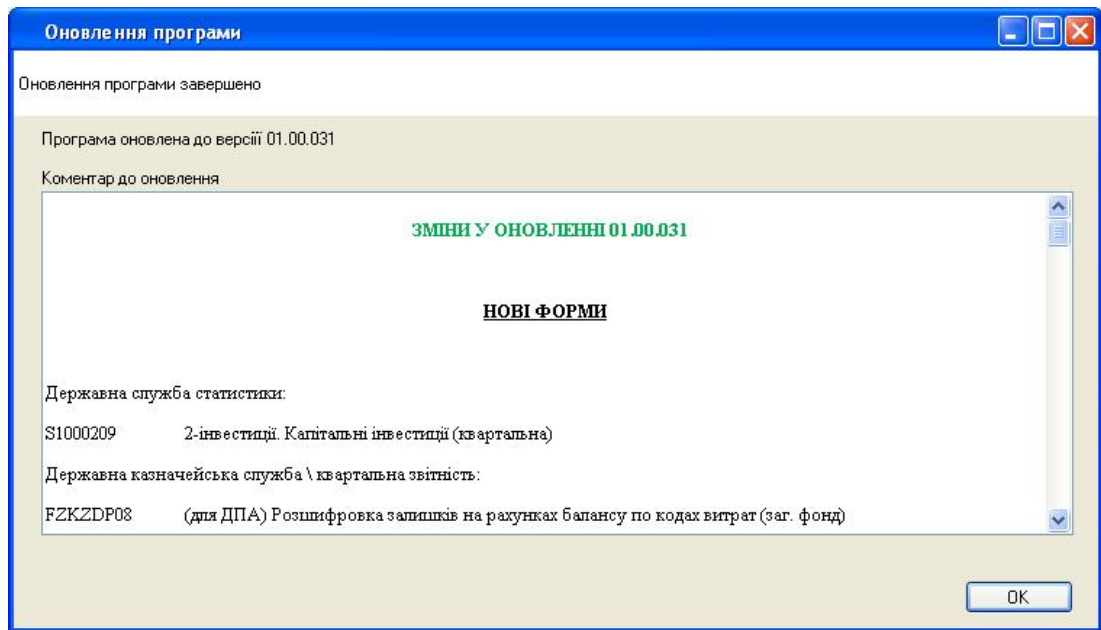 Оновлення програми
Оновлення програми завершено
Програма оновлена до версіїї 01.00.031
Коментар до оновлення
ЗМІНИ У ОНОВЛЕННІ 01.00.031
НОВІ ФОРМИ
Державна служба статистики:
S1000209 2-інвестиції. Капітальні інвестиції (квартальна)
Державна казначейська служба \ квартальна звітність:
FZKZDP08 (для ДПА) Розшифровка залишків на рахунках балансу по кодах витрат (заг. фонд)
OK